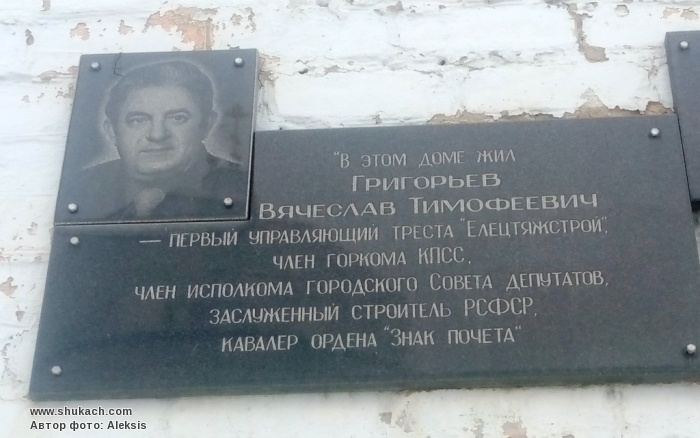 "В этом доме жил
Григорьев
Вячеслав Тимофеевич
— первый управляющий треста "Елецтяжстрой",
член горкома КПСС,
член исполкома городского Совета депутатов,
заслуженный строитель РСФСР,
кавалер ордена "Знак почета"
www.shukach.com
Автор фото: Aleksis